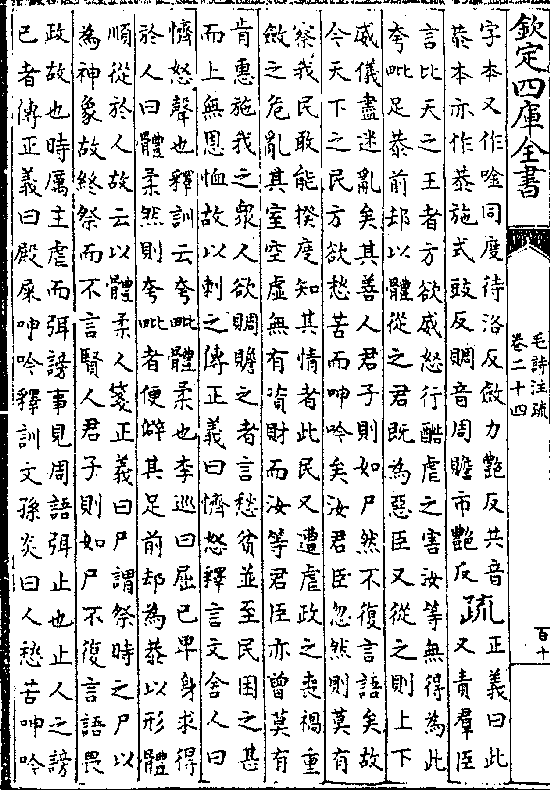 欽定四庫全書
毛詩注疏
卷二十四
百十
字本又作唫同度待洛反斂力艷反共音
恭本亦作恭施式豉反賙音周贍市艷反
疏
正義曰此
又責羣臣
言比天之王者方欲威怒行酷虐之害汝等無得為此
夸毗足恭前却以體從之君既為惡臣又從之則上下
威儀盡迷亂矣其善人君子則如尸然不復言語矣故
今天下之民方欲愁苦而呻吟矣汝君臣忽然則莫有
察我民敢能揆度知其情者此民又遭虐政之喪禍重
斂之危亂其室空虛無有資財而汝等君臣亦曾莫有
肯惠施我之衆人欲賙贍之者言愁貧並至民困之甚
而上無恩恤故以刺之傳正義曰懠怒釋言文舍人曰
懠怒聲也釋訓云夸毗體柔也李巡曰屈已卑身求得
於人曰體柔然則夸毗者便僻其足前却為恭以形體
順從於人故云以體柔人箋正義曰尸謂祭時之尸以
為神象故終祭而不言賢人君子則如尸不復言語畏
政故也時厲主虐而弭謗事見周語弭止也止人之謗
已者傳正義曰殿屎呻吟釋訓文孫炎曰人愁苦呻吟